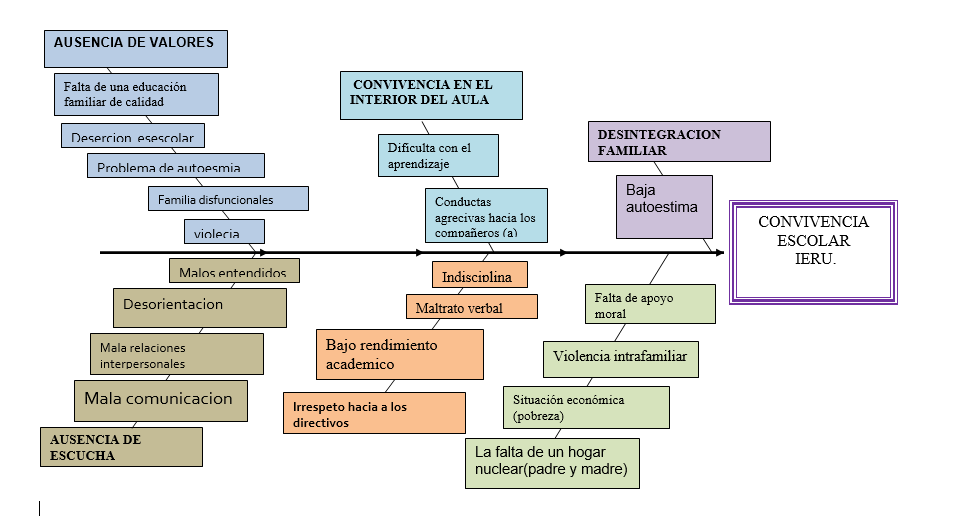 AUSENCIA DE VALORES
Falta de una educación
familiar de calidad
Desercion esescolar
Problema de autoesmia
Familia disfuncionales
violecia
CONVIVENCIA EN EL
INTERIOR DEL AULA
Dificulta con el
aprendizaje
Conductas
agrecivas hacia los
compañeros (a)
DESINTEGRACION
FAMILIAR
Baja
autoestima
CONVIVENCIA
ESCOLAR
IERU.
Malos entendidos
Desorientacion
Mala relaciones
interpersonales
Mala comunicacion
AUSENCIA DE
ESCUCHA
Indisciplina
Maltrato verbal
Bajo rendimiento
academico
Irrespeto hacia a los
directivos
Falta de apoyo
moral
Violencia intrafamiliar
Situación económica
(pobreza)
La falta de un hogar
nuclear(padre y madre)